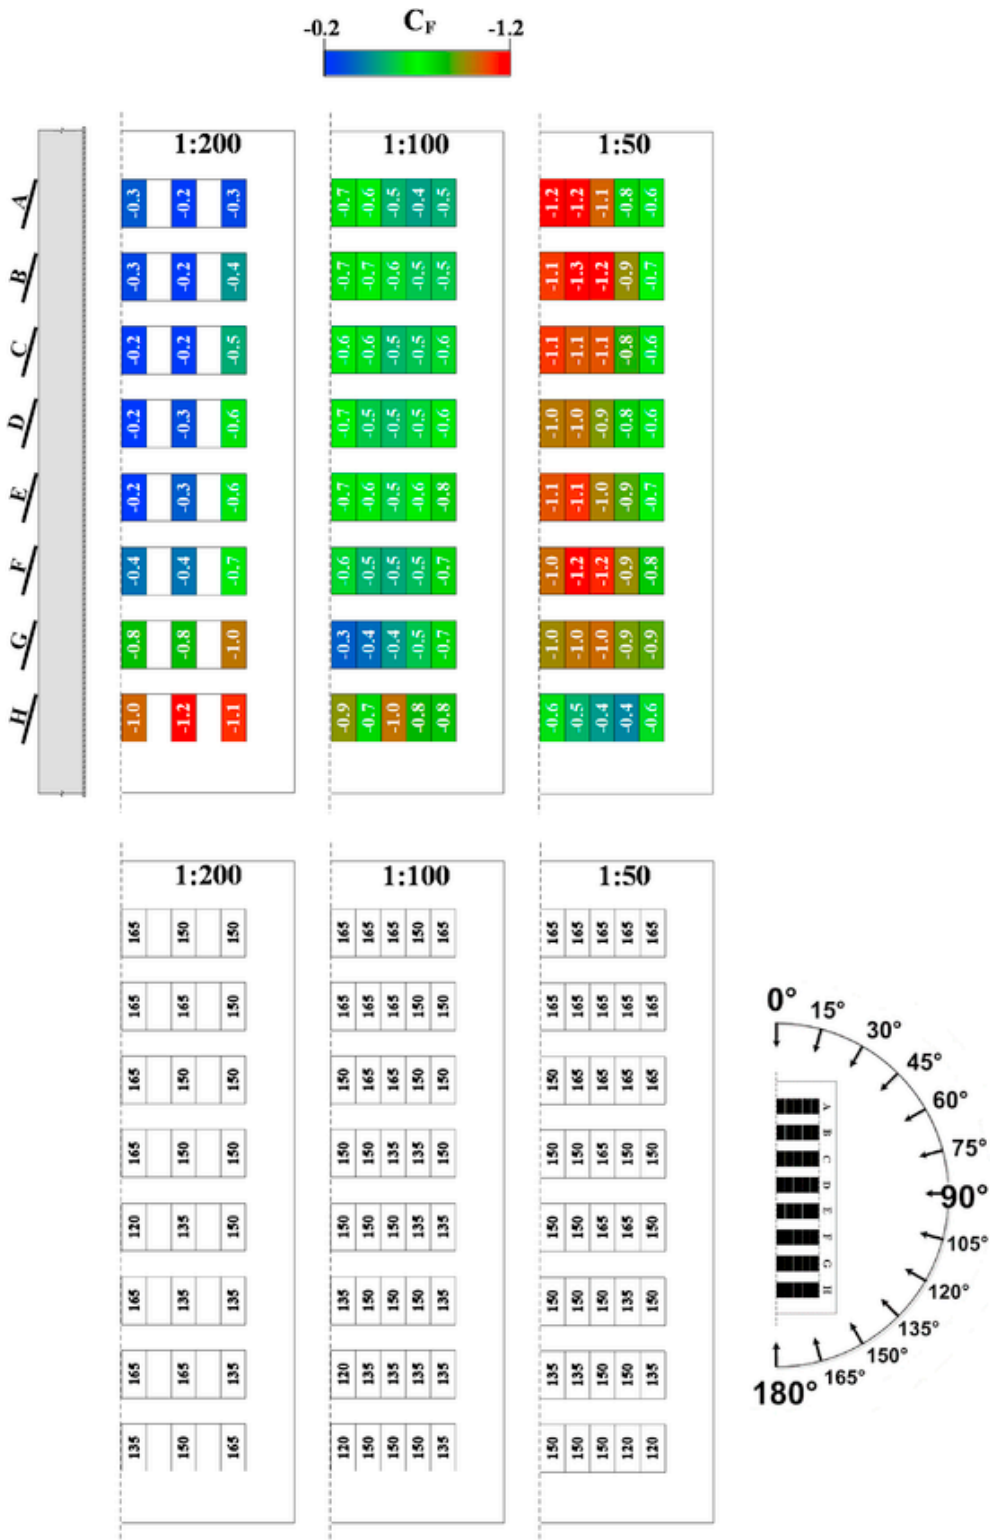 -0.2 C_F -1.2
1:200 1:100 1:50
A -0.3 -0.2 -0.3 -0.7 -0.6 -0.5 -0.4 -0.5 -1.2 -1.2 -1.1 -0.8 -0.6
B -0.3 -0.2 -0.4 -0.7 -0.7 -0.6 -0.5 -0.5 -1.1 -1.3 -1.2 -0.9 -0.7
C -0.2 -0.2 -0.5 -0.6 -0.6 -0.5 -0.5 -0.6 -1.1 -1.1 -1.1 -0.8 -0.6
D -0.2 -0.3 -0.6 -0.7 -0.5 -0.5 -0.5 -0.6 -1.0 -1.0 -0.9 -0.8 -0.6
E -0.2 -0.3 -0.6 -0.7 -0.6 -0.5 -0.6 -0.8 -1.1 -1.1 -1.0 -0.9 -0.7
F -0.4 -0.4 -0.7 -0.6 -0.5 -0.5 -0.5 -0.7 -1.0 -1.2 -1.2 -0.9 -0.8
G -0.8 -0.8 -1.0 -0.3 -0.4 -0.4 -0.5 -0.7 -1.0 -1.0 -1.0 -0.9 -0.9
H -1.0 -1.2 -1.1 -0.9 -0.7 -1.0 -0.8 -0.8 -0.6 -0.5 -0.4 -0.4 -0.6
1:200 1:100 1:50
165 150 150 165 165 165 150 165 165 165 165 165 165
165 165 150 165 165 165 150 150 165 165 165 165 165
165 150 150 150 165 165 150 150 150 165 165 165 165
165 150 150 150 150 135 135 150 150 150 165 150 150
120 135 150 150 150 150 135 135 150 150 165 165 150
165 135 135 135 150 150 150 135 150 150 150 135 150
165 165 135 120 135 135 135 135 135 135 150 150 135
135 150 165 120 150 150 150 135 150 150 150 120 120
0°
15°
30°
45°
60°
75°
90°
105°
120°
135°
150°
165°
180°
A
B
C
D
E
F
G
H